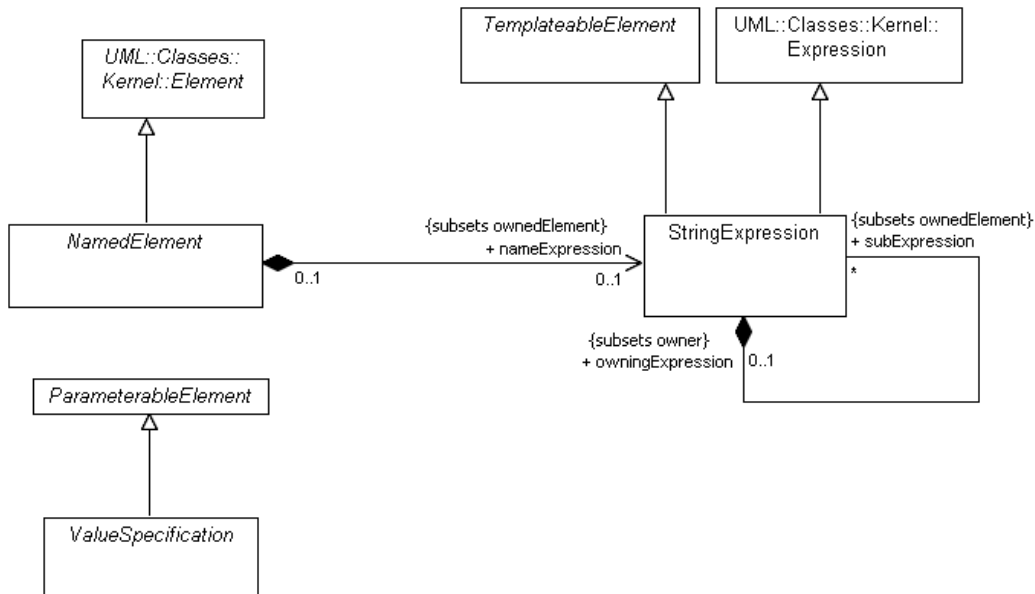 TemplateableElement
UML::Classes::Kernel::
Expression
UML::Classes::
Kernel::Element
NamedElement
{subsets ownedElement}
+ nameExpression
0..1
0..1
StringExpression
{subsets ownedElement}
+ subExpression
*
{subsets owner}
+ owningExpression
0..1
ParameterableElement
ValueSpecification